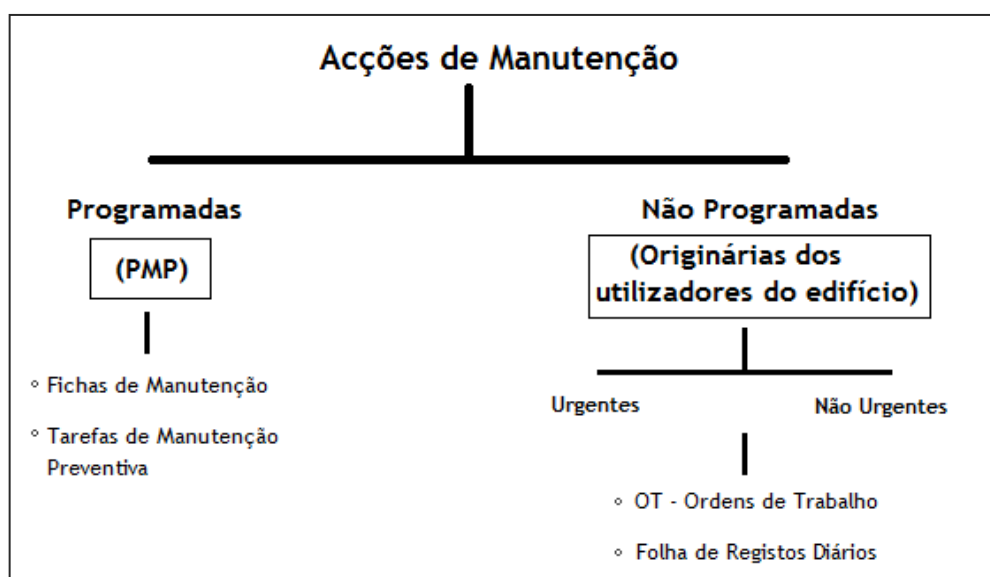 Acções de Manutenção
Programadas
(PMP)
◦ Fichas de Manutenção
◦ Tarefas de Manutenção
Preventiva
Não Programadas
(Originárias dos
utilizadores do edifício)
Urgentes
Não Urgentes
◦ OT - Ordens de Trabalho
◦ Folha de Registos Diários